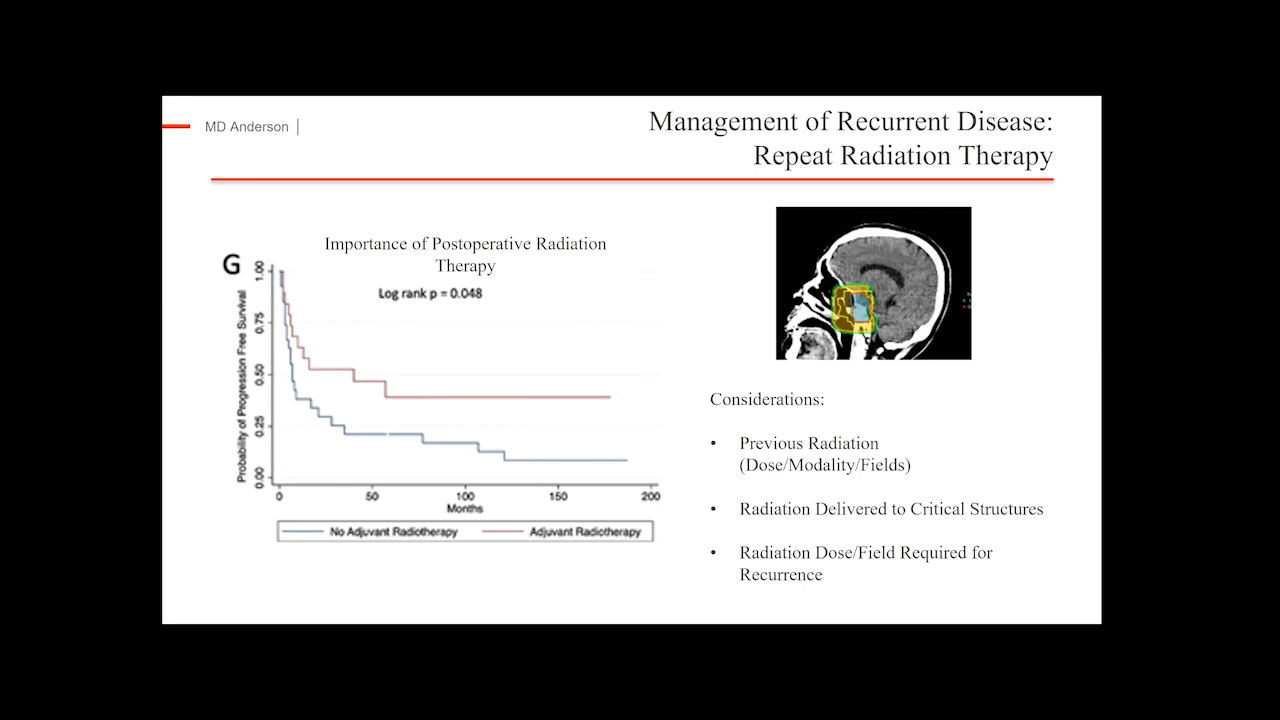 MD Anderson
Management of Recurrent Disease:
Repeat Radiation Therapy
Importance of Postoperative Radiation
Therapy
G
Log rank p = 0.048
Probability of Progression Free Survival
1.00
0.75
0.50
0.25
0.00
0
50
100
150
200
Months
No Adjuvant Radiotherapy
Adjuvant Radiotherapy
Considerations:
• Previous Radiation
(Dose/Modality/Fields)
• Radiation Delivered to Critical Structures
• Radiation Dose/Field Required for
Recurrence